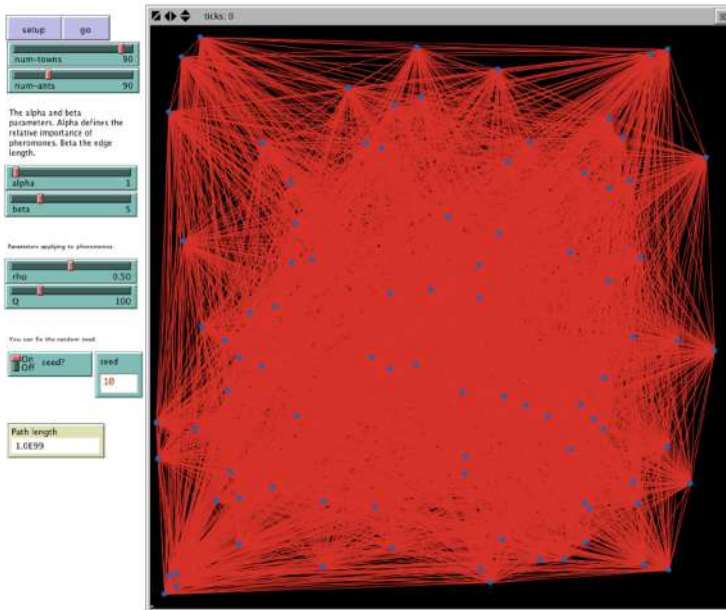 ticks: 0
setup go
num-towns 90
num-ants 90
The alpha and beta
parameters. Alpha defines the
relative importance of
pheromones. Beta the edge
length.
alpha 1
beta 5
Parameters applying to pheromones.
rho 0.50
Q 100
You can fix the random seed.
On
Off seed?
seed
10
Path length
1.0E99